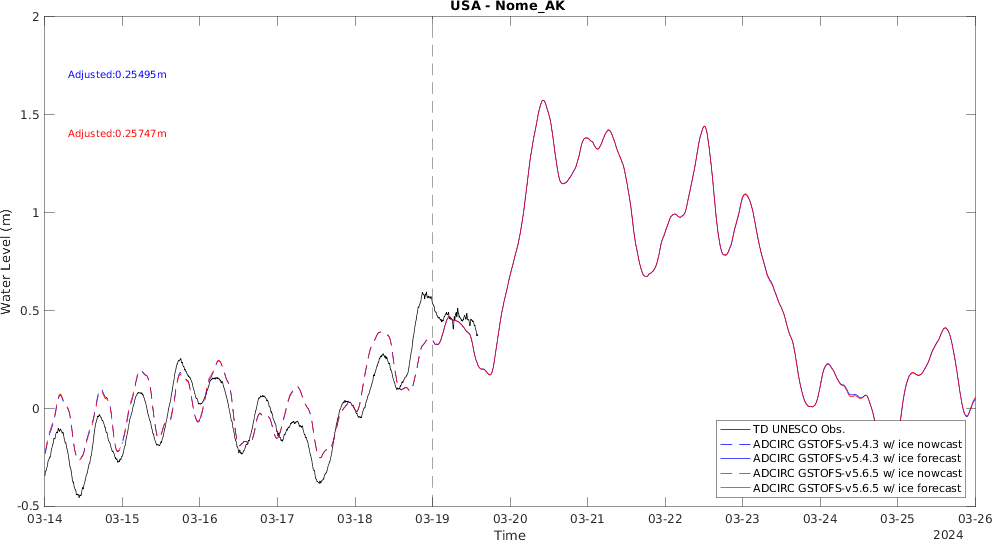 USA - Nome_AK
Adjusted:0.25495m
Adjusted:0.25747m
Water Level (m)
2
1.5
1
0.5
0
-0.5
03-14 03-15 03-16 03-17 03-18 03-19 03-20 03-21 03-22 03-23 03-24 03-25 03-26
Time
2024
TD UNESCO Obs.
ADCIRC GSTOFS-v5.4.3 w/ ice nowcast
ADCIRC GSTOFS-v5.4.3 w/ ice forecast
ADCIRC GSTOFS-v5.6.5 w/ ice nowcast
ADCIRC GSTOFS-v5.6.5 w/ ice forecast